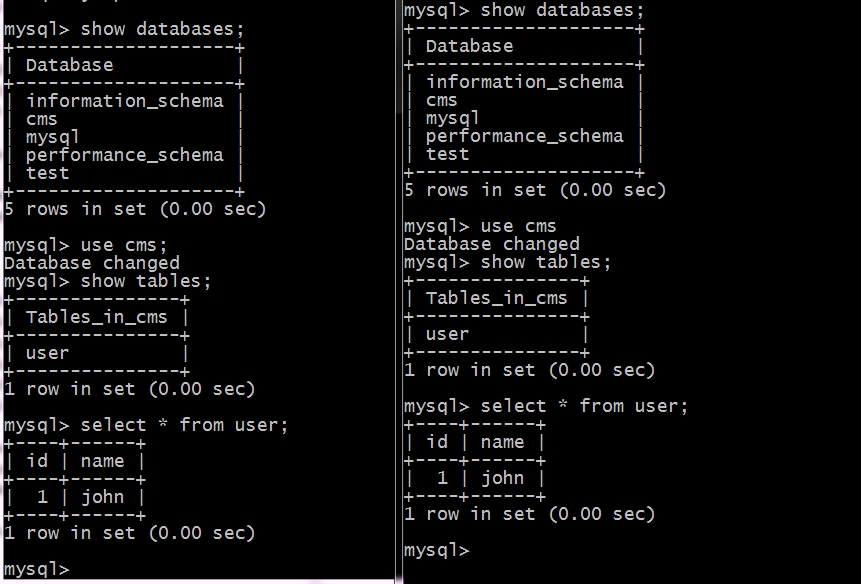 mysql> show databases;
+--------------------+
| Database           |
+--------------------+
| information_schema |
| cms                |
| mysql              |
| performance_schema |
| test               |
+--------------------+
5 rows in set (0.00 sec)
mysql> use cms;
Database changed
mysql> show tables;
+---------------+
| Tables_in_cms |
+---------------+
| user          |
+---------------+
1 row in set (0.00 sec)
mysql> select * from user;
+----+------+
| id | name |
+----+------+
|  1 | john |
+----+------+
1 row in set (0.00 sec)
mysql>
mysql> show databases;
+--------------------+
| Database           |
+--------------------+
| information_schema |
| cms                |
| mysql              |
| performance_schema |
| test               |
+--------------------+
5 rows in set (0.00 sec)
mysql> use cms
Database changed
mysql> show tables;
+---------------+
| Tables_in_cms |
+---------------+
| user          |
+---------------+
1 row in set (0.00 sec)
mysql> select * from user;
+----+------+
| id | name |
+----+------+
|  1 | john |
+----+------+
1 row in set (0.00 sec)
mysql>